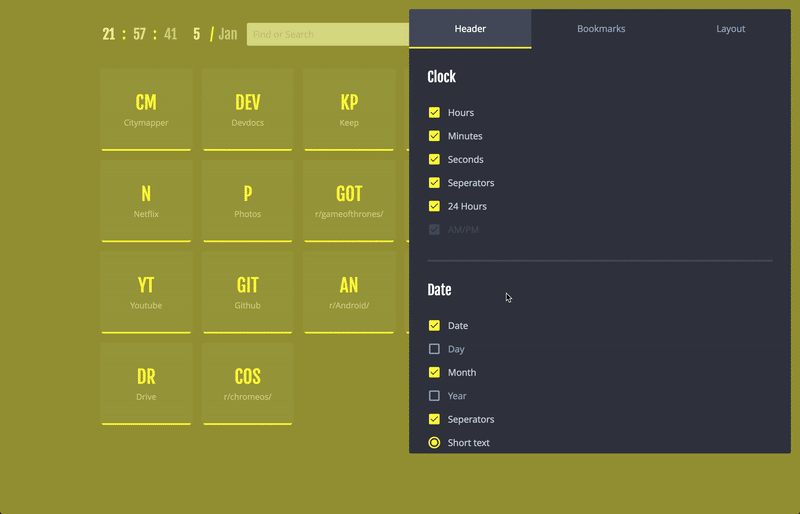 21 : 57 : 41 5 / Jan
Find or Search
CM
Citymapper
DEV
Devdocs
KP
Keep
N
Netflix
P
Photos
GOT
r/gameofthrones/
YT
Youtube
GIT
Github
AN
r/Android/
DR
Drive
COS
r/chromeos/
Header Bookmarks Layout
Clock
Hours
Minutes
Seconds
Seperators
24 Hours
AM/PM
Date
Date
Day
Month
Year
Seperators
Short text